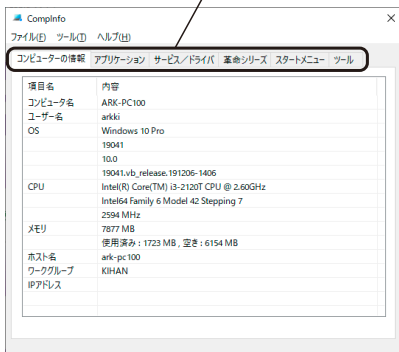 CompInfo
ファイル(F) ツール(T) ヘルプ(H)
コンピューターの情報 アプリケーション サービス／ドライバ 革命シリーズ スタートメニュー ツール
項目名 内容
コンピュータ名 ARK-PC100
ユーザー名 arkki
OS Windows 10 Pro
19041
10.0
19041.vb_release.191206-1406
CPU Intel(R) Core(TM) i3-2120T CPU @ 2.60GHz
Intel64 Family 6 Model 42 Stepping 7
2594 MHz
メモリ 7877 MB
使用済み : 1723 MB , 空き : 6154 MB
ホスト名 ark-pc100
ワークグループ KIHAN
IPアドレス